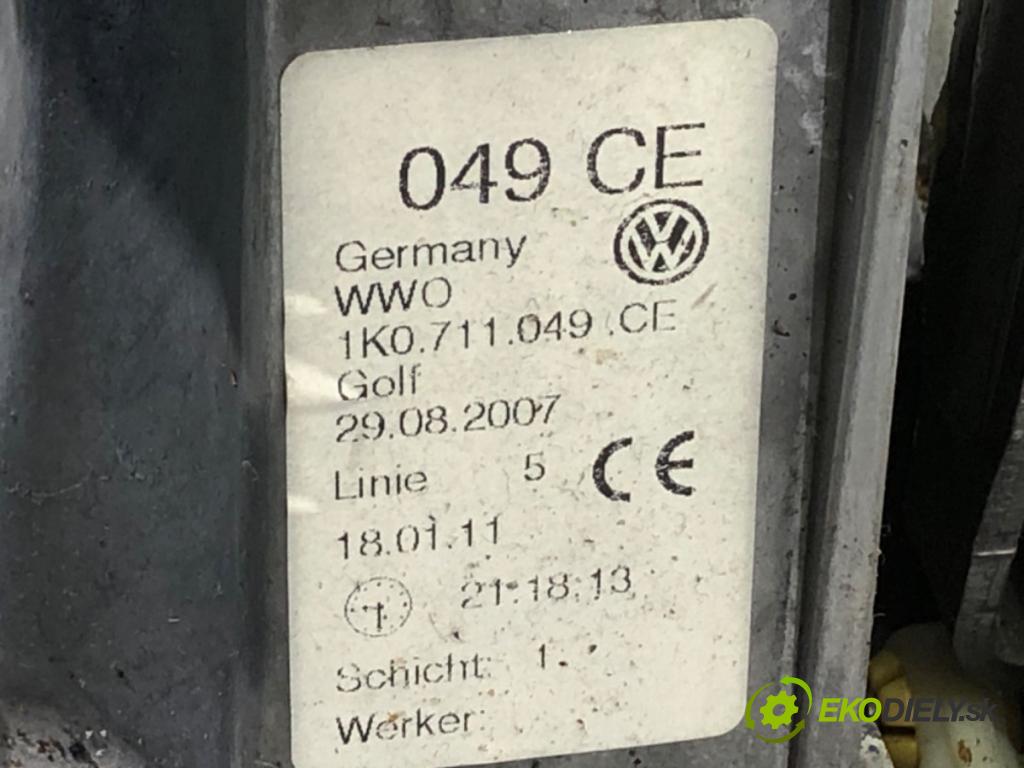 049 CE
Germany
WWO
1K0.711.049 .CE
Golf
29.08.2007
Linie 5 CE
18.01.11
21:18:13
Schicht: 1.
Werker:
EKODIELY.sk